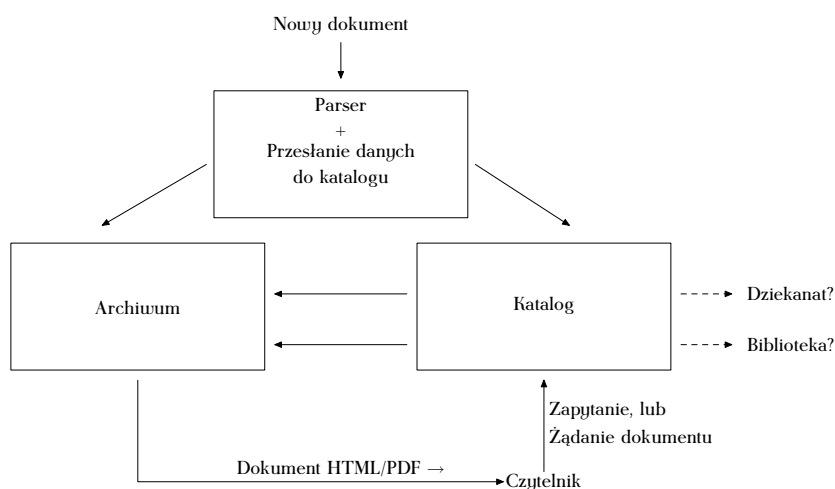 Nowy dokument
Parser
+
Przesłanie danych
do katalogu
Archiwum
Katalog
Dziekanat?
Biblioteka?
Zapytanie, lub
Żądanie dokumentu
Dokument HTML/PDF →
Czytelnik